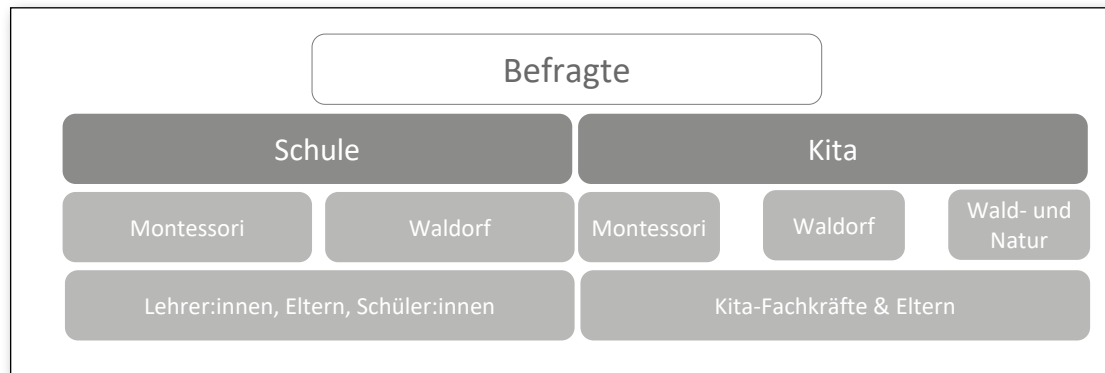 Befragte
Schule
Kita
Montessori
Waldorf
Montessori
Waldorf
Wald- und
Natur
Lehrer:innen, Eltern, Schüler:innen
Kita-Fachkräfte & Eltern